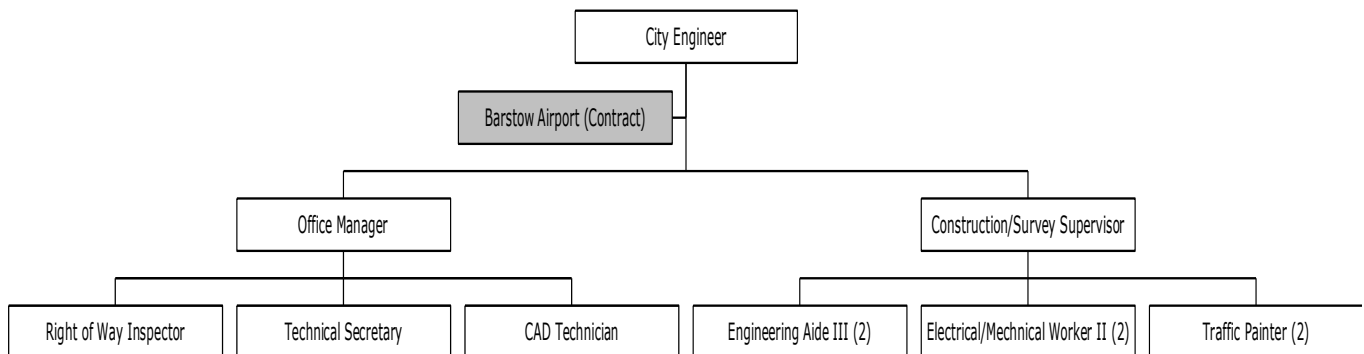 City Engineer
Barstow Airport (Contract)
Office Manager
Construction/Survey Supervisor
Right of Way Inspector
Technical Secretary
CAD Technician
Engineering Aide III (2)
Electrical/Mechnical Worker II (2)
Traffic Painter (2)